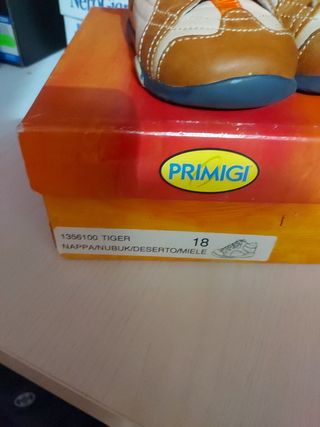 PRIMIGI
1356100 TIGER 18
NAPPA/NUBUK/DESERTO/MIELE